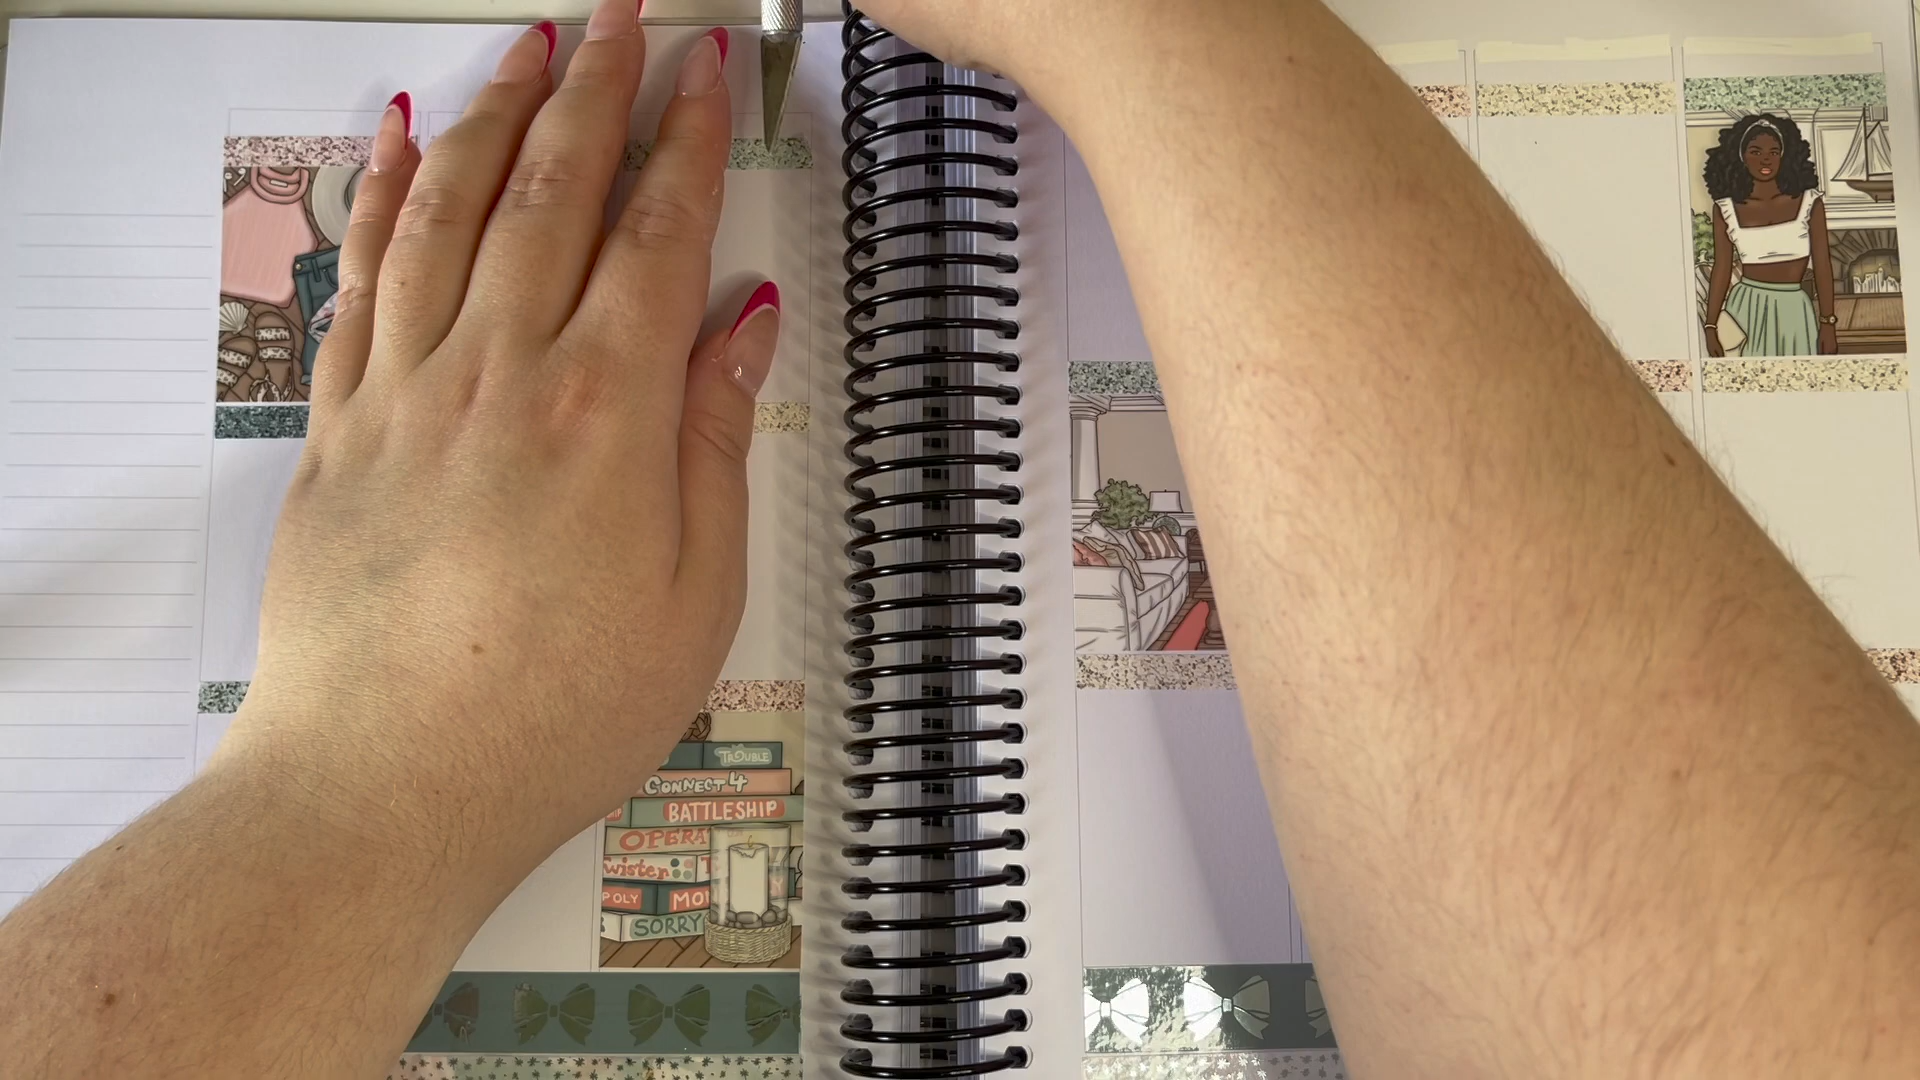 TROUBLE
CONNECT 4
BATTLESHIP
OPERA
Twister
POLY MO
SORRY